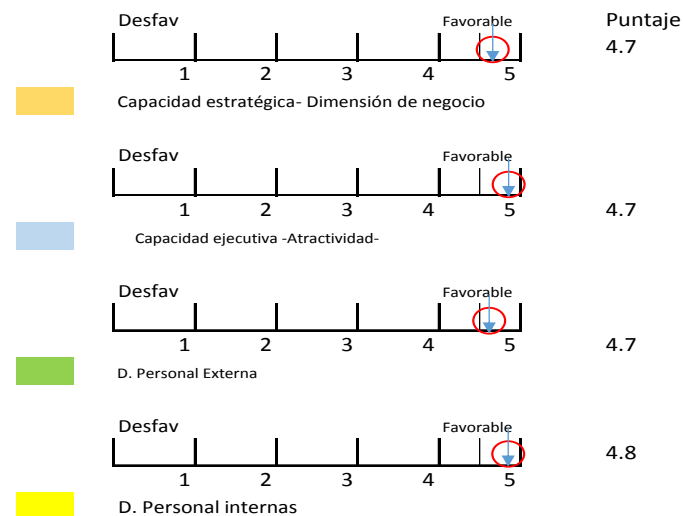 Desfav Favorable Puntaje
4.7
1 2 3 4 5
Capacidad estratégica- Dimensión de negocio
Desfav Favorable
1 2 3 4 5 4.7
Capacidad ejecutiva -Atractividad-
Desfav Favorable
1 2 3 4 5 4.7
D. Personal Externa
Desfav Favorable
4.8
1 2 3 4 5
D. Personal internas